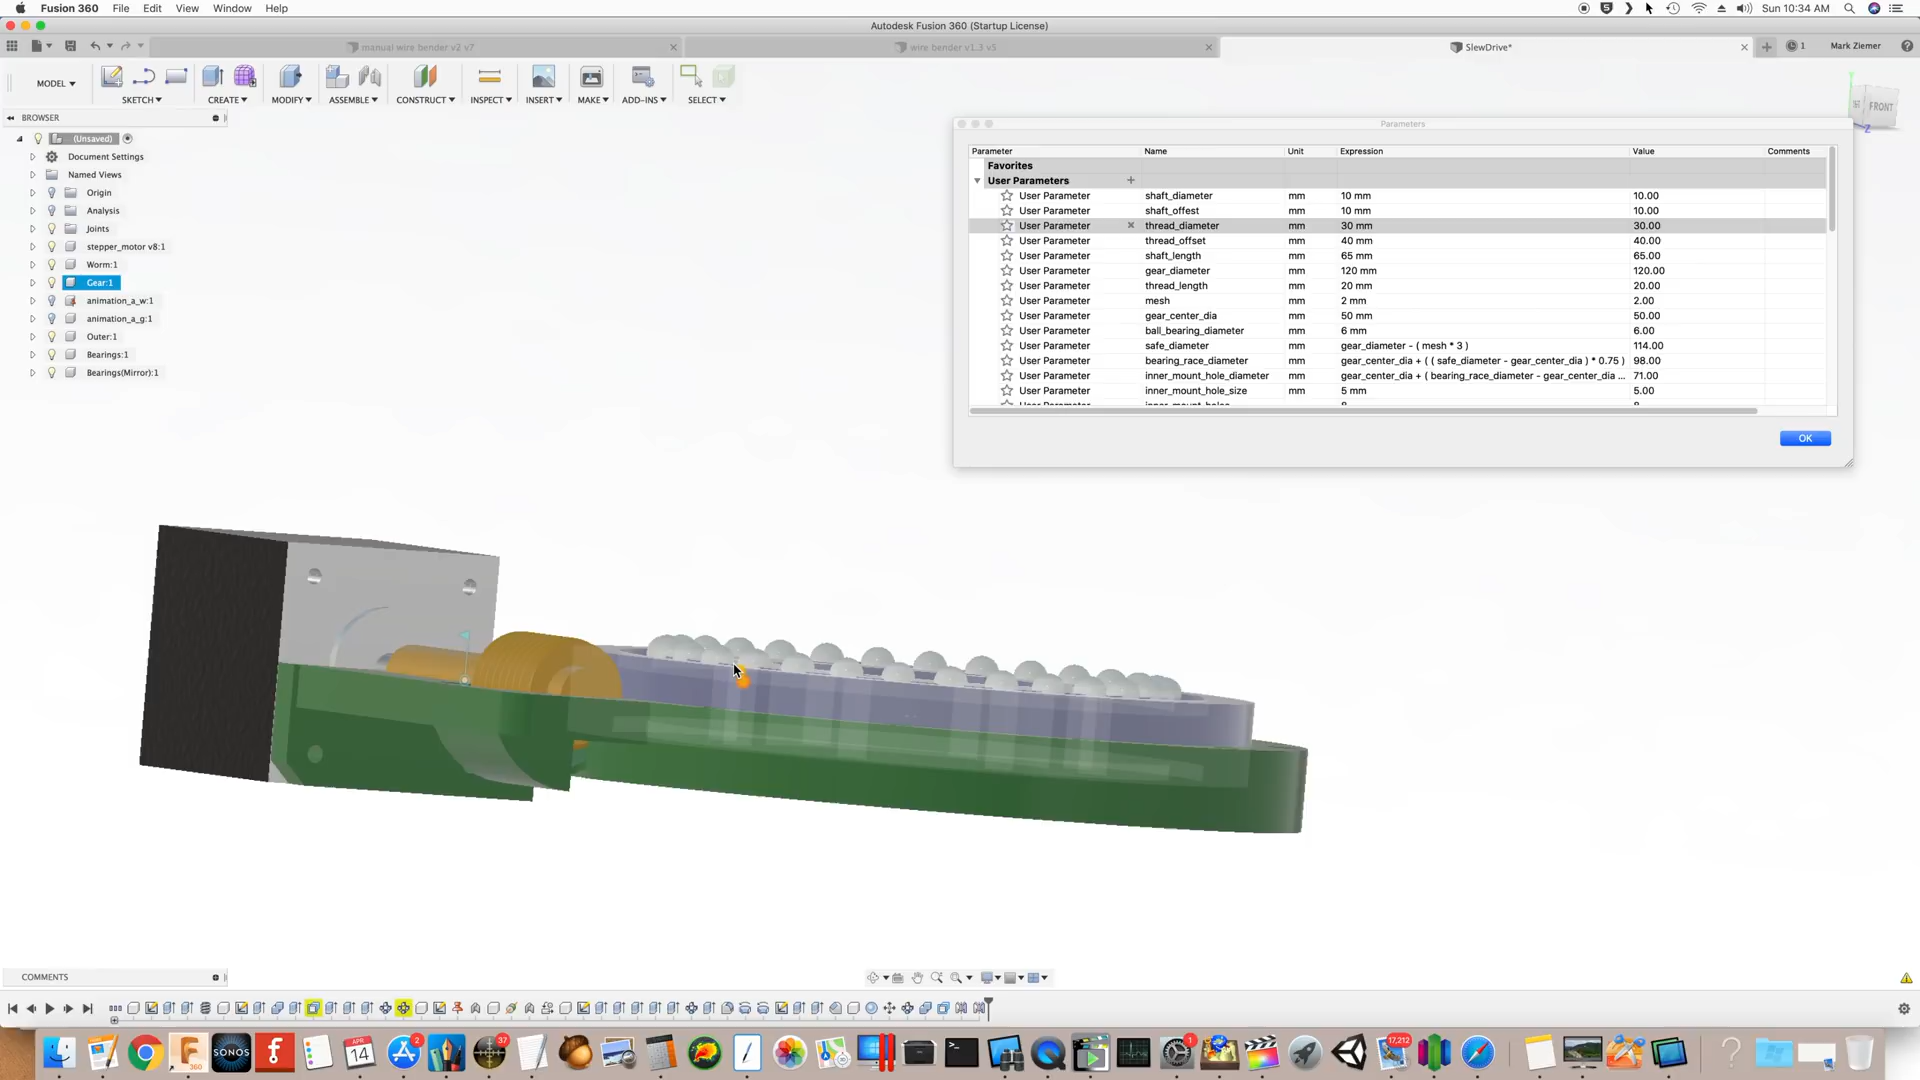 Fusion 360 File Edit View Window Help Sun 10:34 AM
Autodesk Fusion 360 (Startup License)
manual wire bender v2 v7
wire bender v1.3 v5
SlewDrive*
1
Mark Ziemer
MODEL
SKETCH
CREATE
MODIFY
ASSEMBLE
CONSTRUCT
INSPECT
INSERT
MAKE
ADD-INS
SELECT
FRONT
Z
BROWSER
(Unsaved)
Document Settings
Named Views
Origin
Analysis
Joints
stepper_motor v8:1
Worm:1
Gear:1
animation_a_w:1
animation_a_g:1
Outer:1
Bearings:1
Bearings(Mirror):1
Parameters
Parameter Name Unit Expression Value Comments
Favorites
User Parameters
User Parameter shaft_diameter mm 10 mm 10.00
User Parameter shaft_offest mm 10 mm 10.00
User Parameter thread_diameter mm 30 mm 30.00
User Parameter thread_offset mm 40 mm 40.00
User Parameter shaft_length mm 65 mm 65.00
User Parameter gear_diameter mm 120 mm 120.00
User Parameter thread_length mm 20 mm 20.00
User Parameter mesh mm 2 mm 2.00
User Parameter gear_center_dia mm 50 mm 50.00
User Parameter ball_bearing_diameter mm 6 mm 6.00
User Parameter safe_diameter mm gear_diameter - ( mesh * 3 ) 114.00
User Parameter bearing_race_diameter mm gear_center_dia + ( ( safe_diameter - gear_center_dia ) * 0.75 ) 98.00
User Parameter inner_mount_hole_diameter mm gear_center_dia + ( bearing_race_diameter - gear_center_dia ... 71.00
User Parameter inner_mount_hole_size mm 5 mm 5.00
OK
COMMENTS
F
360
SONOS
f
APR
14
2
37
1
17,212